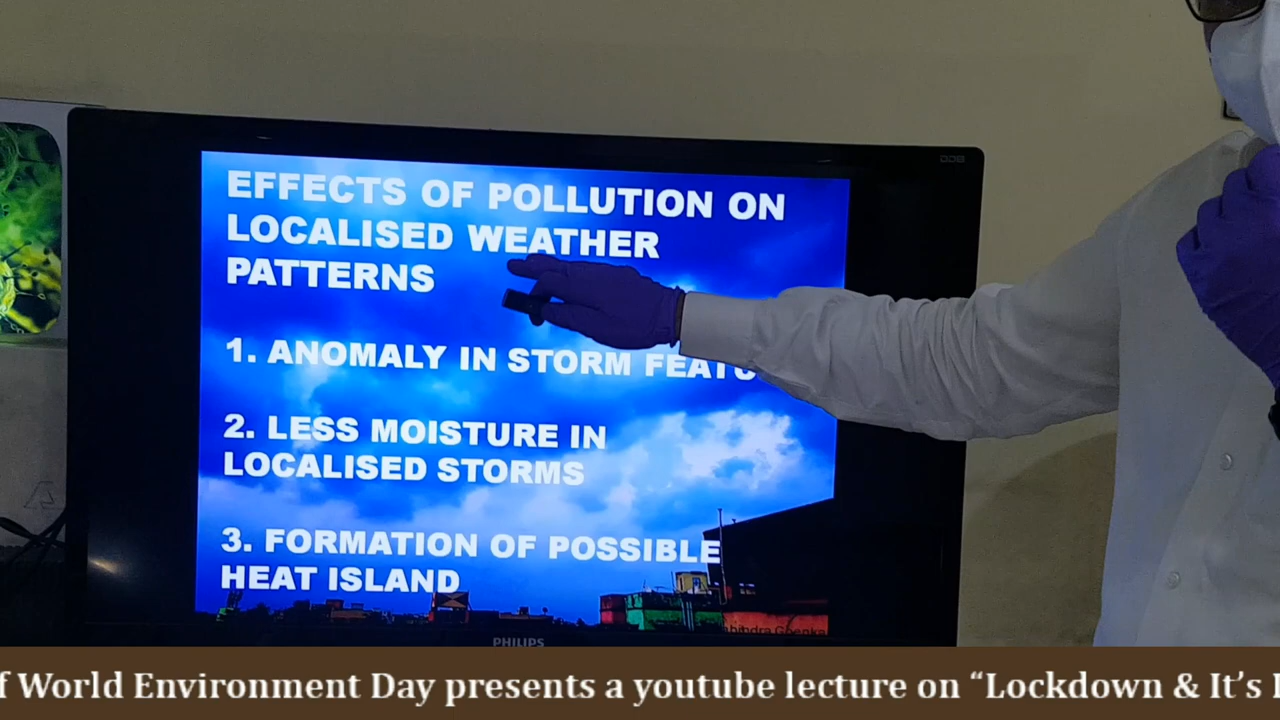 EFFECTS OF POLLUTION ON
LOCALISED WEATHER
PATTERNS
1. ANOMALY IN STORM
2. LESS MOISTURE IN
LOCALISED STORMS
3. FORMATION OF POSSIBLE
HEAT ISLAND
PHILIPS
World Environment Day presents a youtube lecture on “Lockdown & It’s